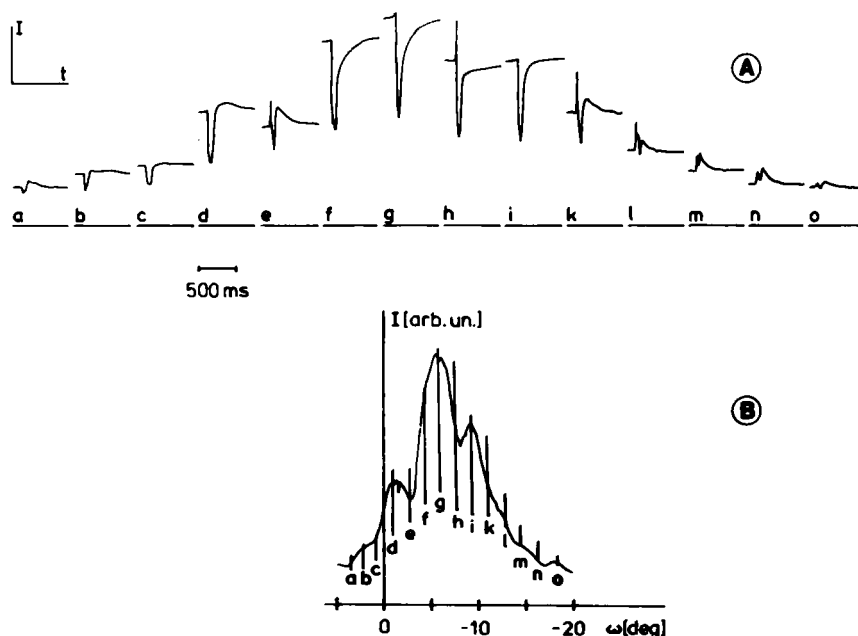 I
t
A
a b c d e f g h i k l m n o
500 ms
I [arb. un.]
B
a b c d e f g h i k l m n o
0 -10 -20 ω[deg]